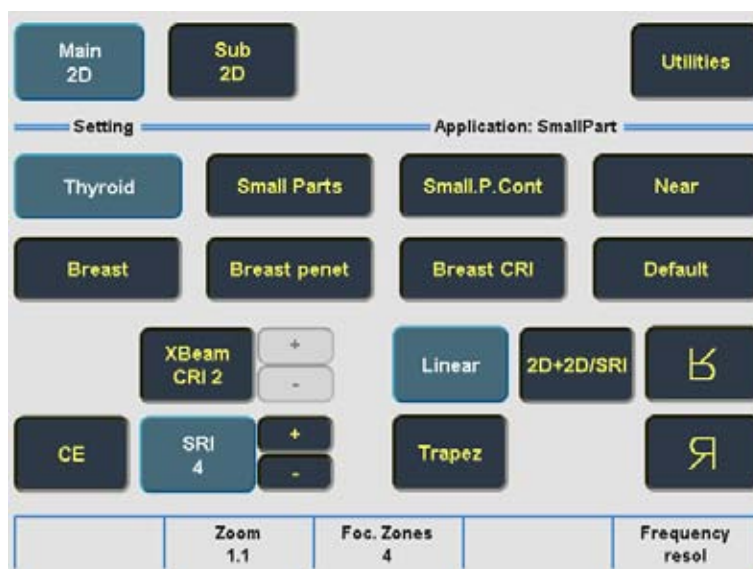 Main
2D
Sub
2D
Utilities
Setting
Application: SmallPart
Thyroid
Small Parts
Small.P.Cont
Near
Breast
Breast penet
Breast CRI
Default
XBeam
CRI 2
+
-
Linear
2D+2D/SRI
R
CE
SRI
4
+
-
Trapez
R
Zoom
1.1
Foc. Zones
4
Frequency
resol